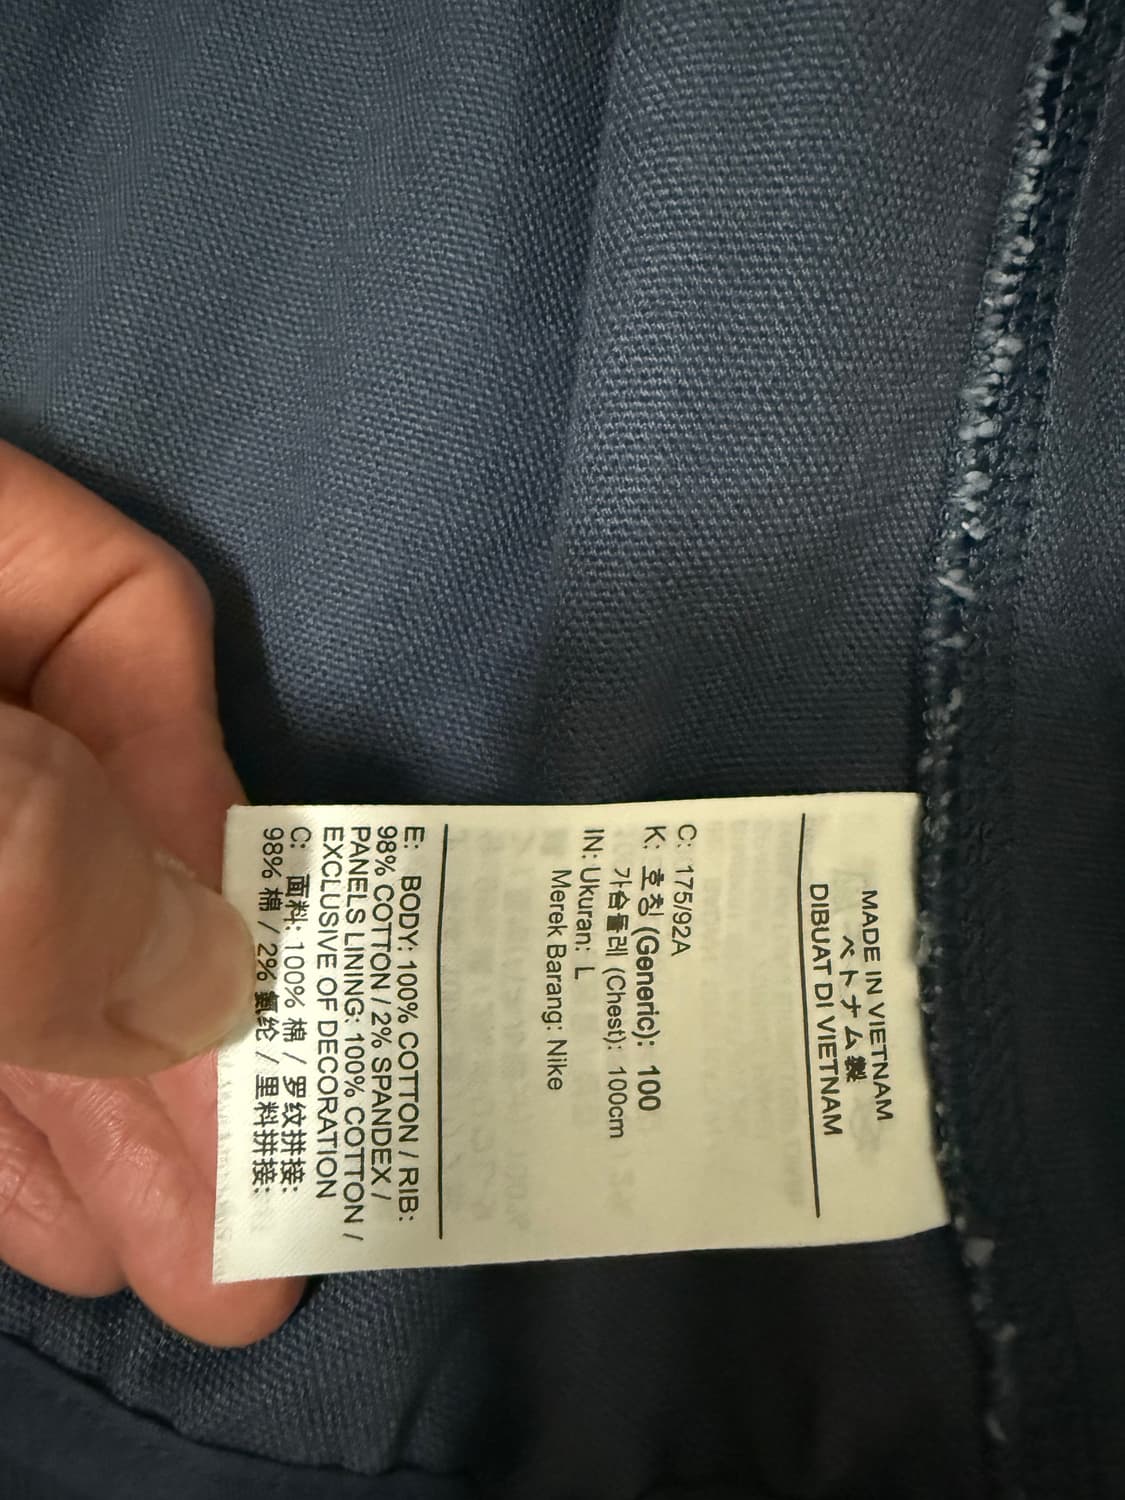 MADE IN VIETNAM
ベトナム製
DIBUAT DI VIETNAM
C: 175/92A
K: 호칭 (Generic): 100
가슴둘레 (Chest): 100cm
IN: Ukuran: L
Merek Barang: Nike
E: BODY: 100% COTTON / RIB:
98% COTTON / 2% SPANDEX /
PANELS LINING: 100% COTTON /
EXCLUSIVE OF DECORATION
C: 面料: 100% 棉 / 罗纹拼接:
98% 棉 / 2% 氨纶 / 里料拼接: